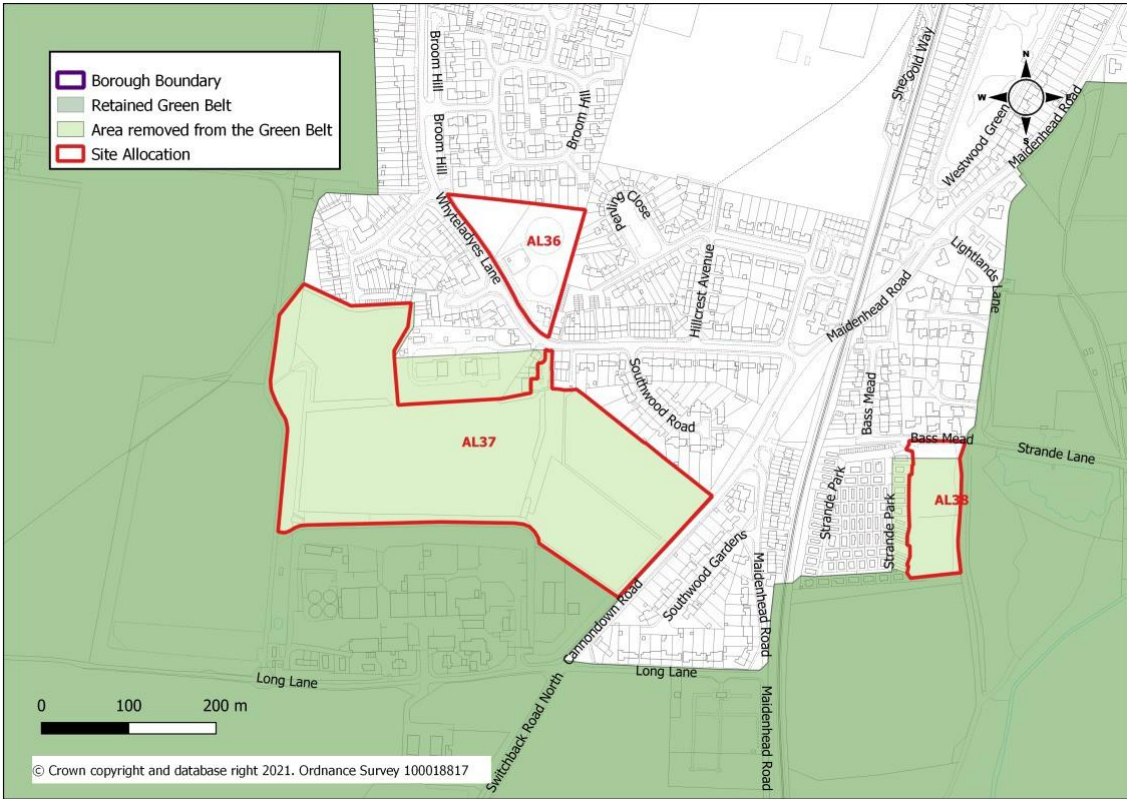 Borough Boundary
Retained Green Belt
Area removed from the Green Belt
Site Allocation
Broom Hill
Broom Hill
Broom Hill
Shergold Way
N
W
E
S
Westwood Green
Maidenhead Road
Whyteladyes Lane
AL36
Penling Close
Hillcrest Avenue
Lightlands Lane
Maidenhead Road
Southwood Road
Bass Mead
AL37
Bass Mead
Strande Lane
Strande Park
Strande Park
AL38
Southwood Gardens
Maidenhead Road
Cannondown Road
Long Lane
Long Lane
Switchback Road North
Maidenhead Road
0 100 200 m
© Crown copyright and database right 2021. Ordnance Survey 100018817